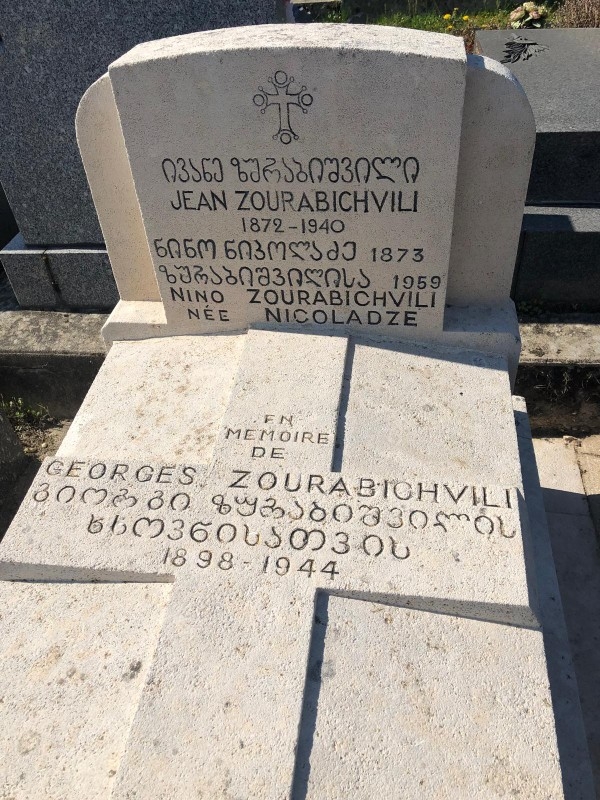 ივანე ზურაბიშვილი
JEAN ZOURABICHVILI
1872-1940
ნინო ნიკოლაძე 1873
ზურაბიშვილისა 1959
NINO ZOURABICHVILI
NÉE NICOLADZE
EN
MEMOIRE
DE
GEORGES ZOURABICHVILI
გიორგი ზურაბიშვილის
ხსოვნისათვის
1898-1944